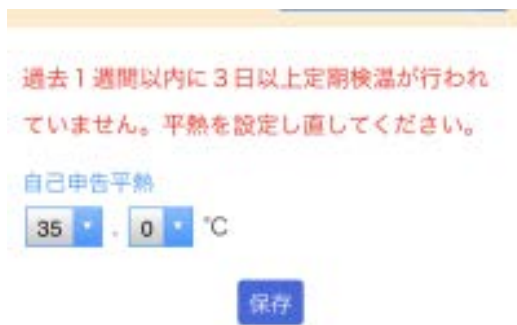 過去1週間以内に3日以上定期検温が行われ
ていません。平熱を設定し直してください。
自己申告平熱
35 . 0 ℃
保存